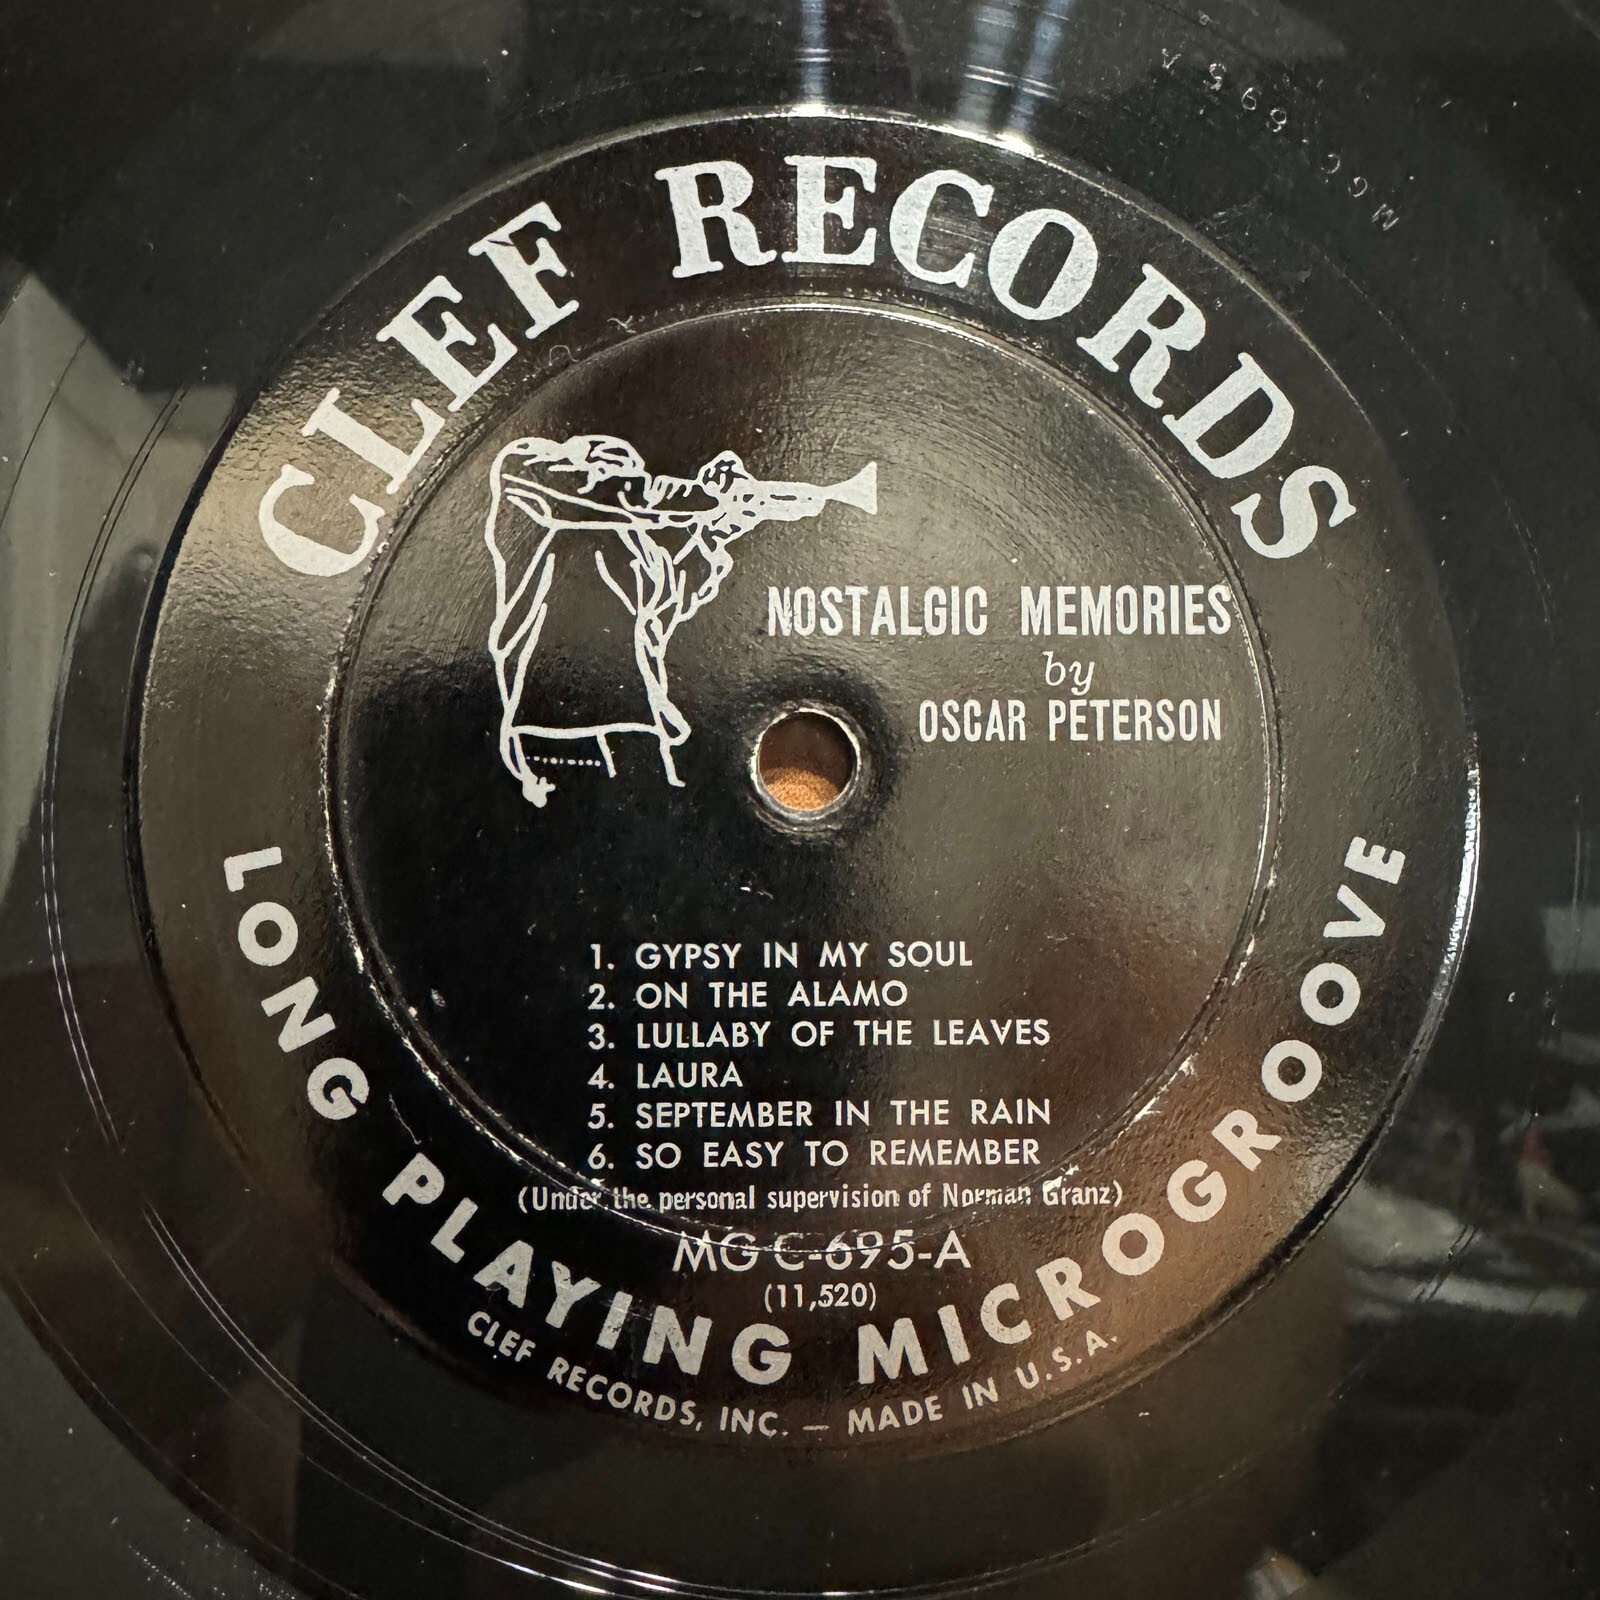 CLEF RECORDS
NOSTALGIC MEMORIES
by
OSCAR PETERSON
1. GYPSY IN MY SOUL
2. ON THE ALAMO
3. LULLABY OF THE LEAVES
4. LAURA
5. SEPTEMBER IN THE RAIN
6. SO EASY TO REMEMBER
(Under the personal supervision of Norman Granz)
MG C-695-A
(11,520)
LONG PLAYING MICROGROOVE
CLEF RECORDS, INC. — MADE IN U.S.A.
MGC-695 A